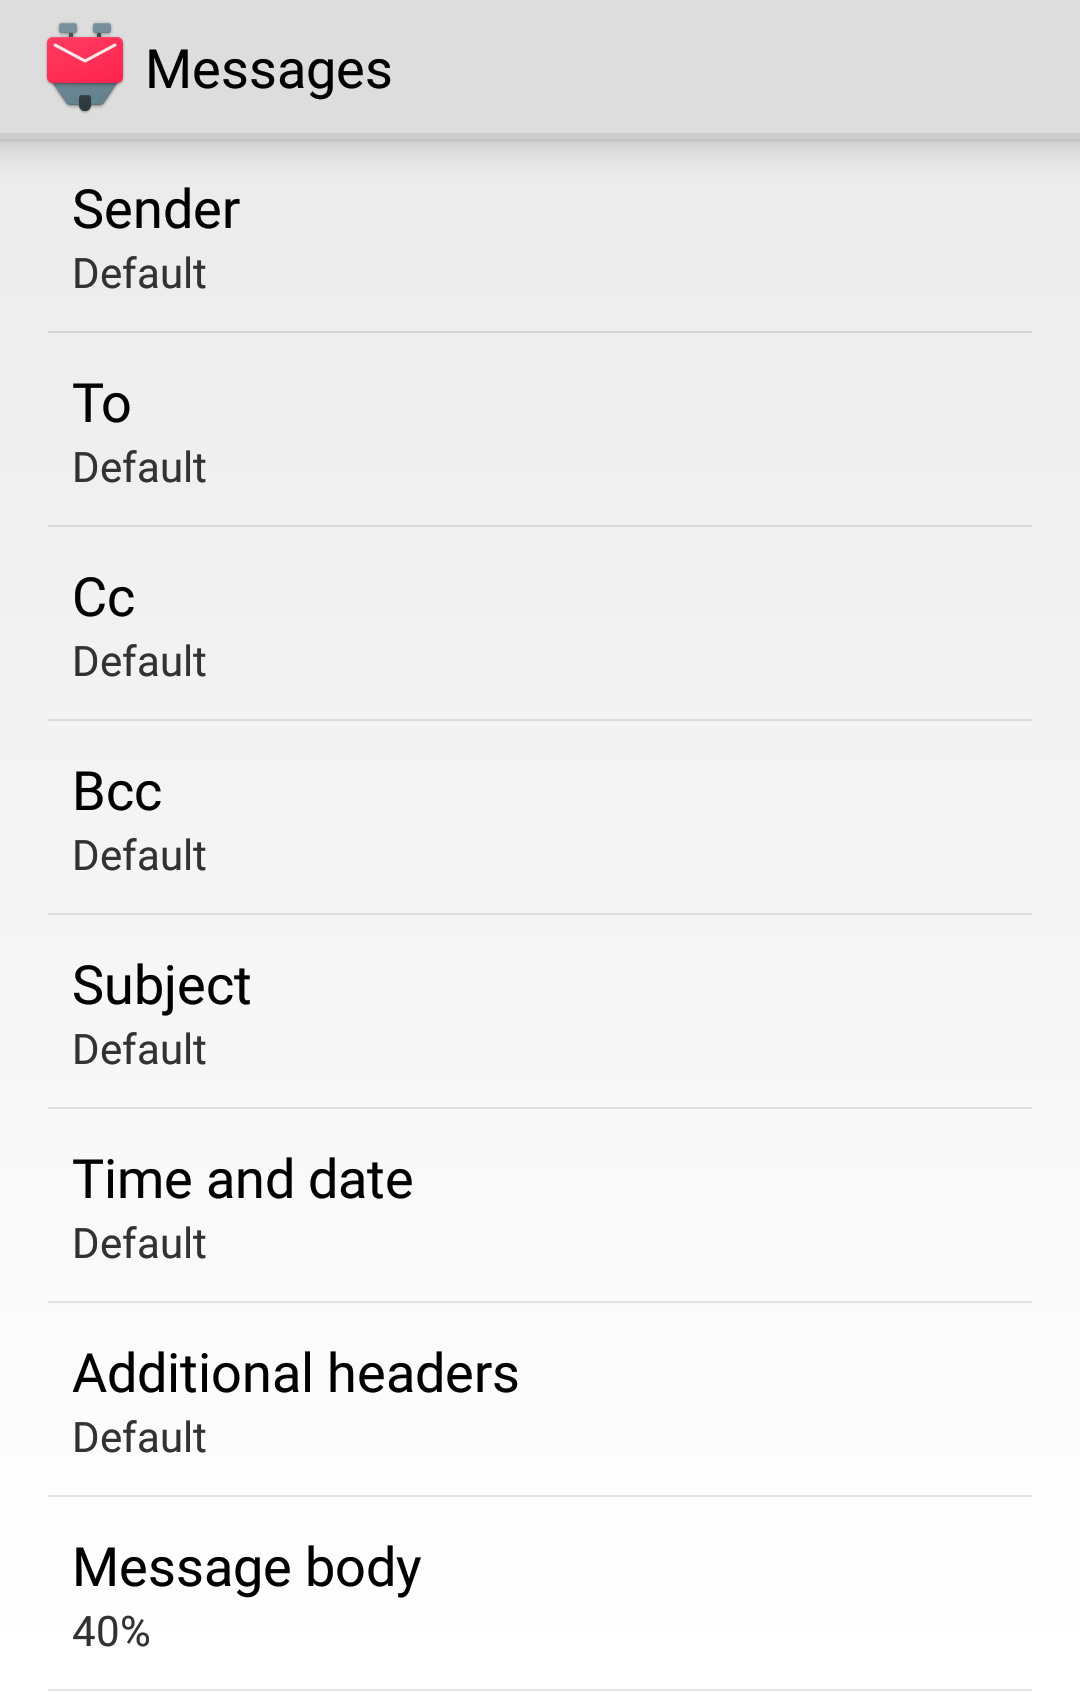 Messages
Sender
Default
To
Default
Cc
Default
Bcc
Default
Subject
Default
Time and date
Default
Additional headers
Default
Message body
40%